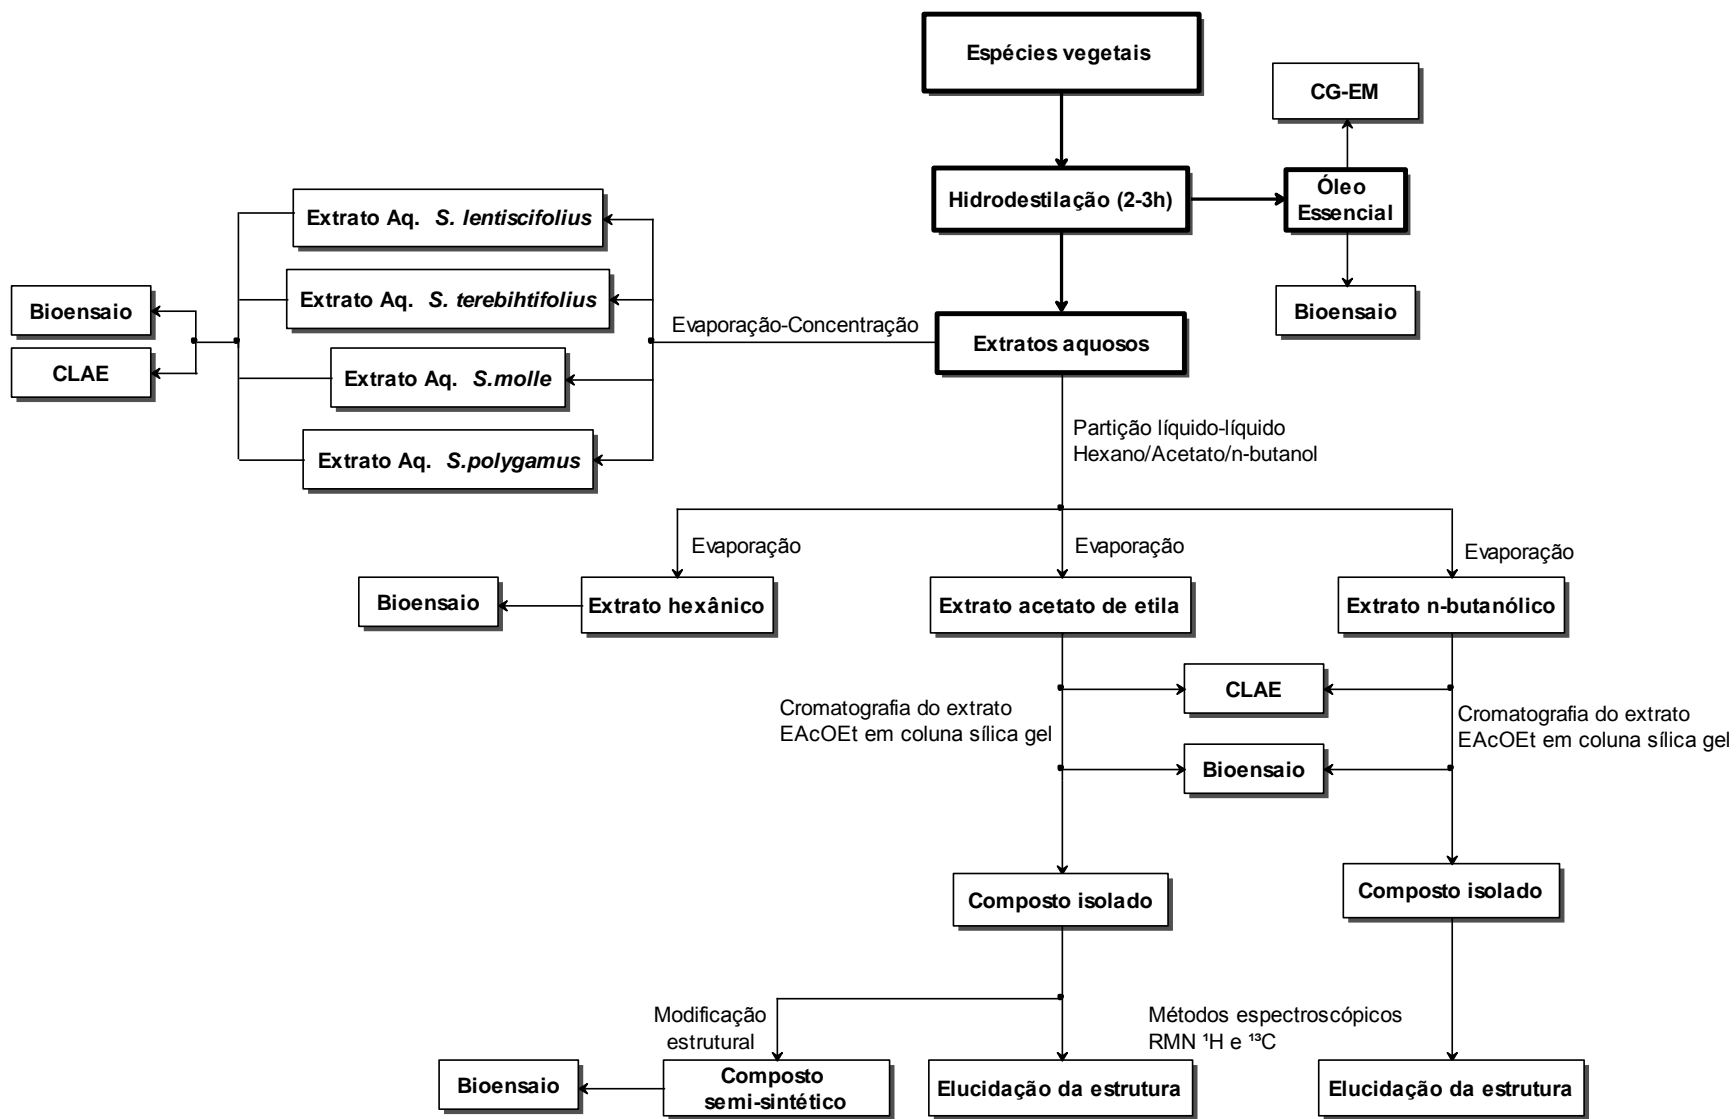 Espécies vegetais
CG-EM
Hidrodestilação (2-3h)
Óleo
Essencial
Bioensaio
Extrato Aq. S. lentiscifolius
Extrato Aq. S. terebihtifolius
Extrato Aq. S.molle
Extrato Aq. S.polygamus
Bioensaio
CLAE
Evaporação-Concentração
Extratos aquosos
Partição líquido-líquido
Hexano/Acetato/n-butanol
Evaporação
Evaporação
Evaporação
Bioensaio
Extrato hexânico
Extrato acetato de etila
Extrato n-butanólico
CLAE
Cromatografia do extrato
EAcOEt em coluna sílica gel
Cromatografia do extrato
EAcOEt em coluna sílica gel
Bioensaio
Composto isolado
Composto isolado
Modificação
estrutural
Métodos espectroscópicos
RMN ¹H e ¹³C
Bioensaio
Composto
semi-sintético
Elucidação da estrutura
Elucidação da estrutura